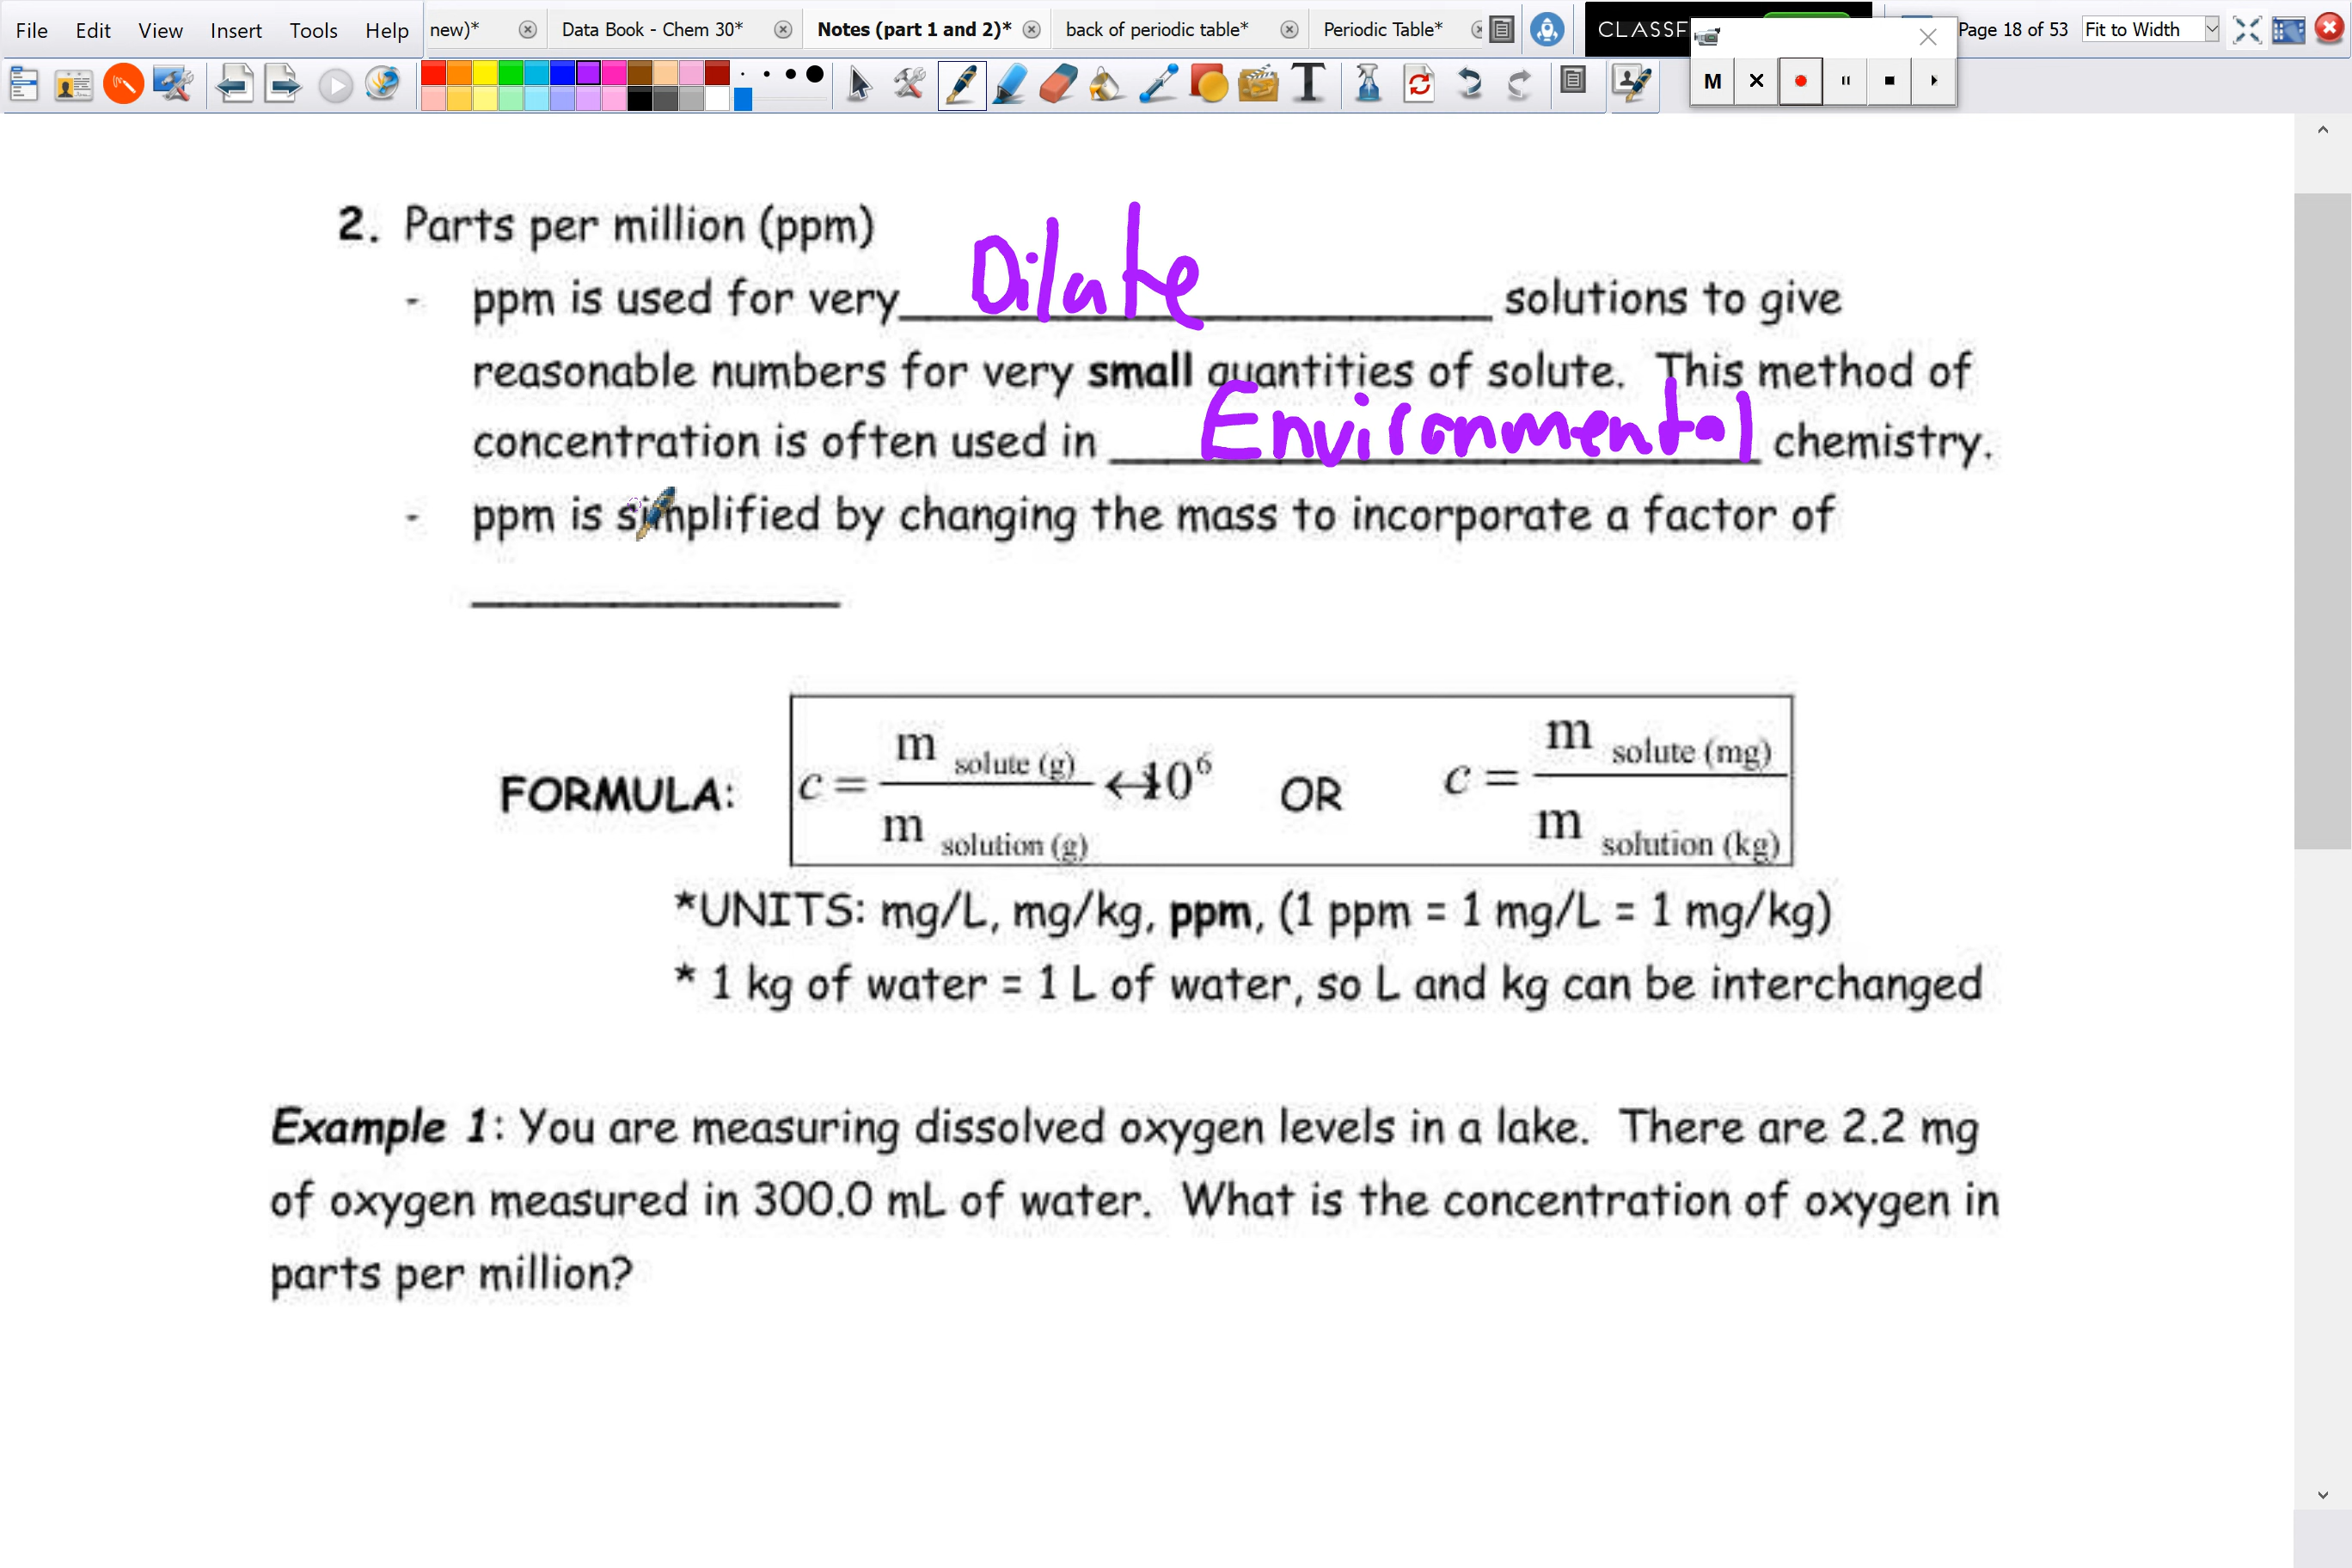 File Edit View Insert Tools Help new)* Data Book - Chem 30* Notes (part 1 and 2)* back of periodic table* Periodic Table* CLASSF Page 18 of 53 Fit to Width
M
T
2. Parts per million (ppm)
- ppm is used for very Dilute solutions to give
reasonable numbers for very small quantities of solute. This method of
concentration is often used in Environmental chemistry.
- ppm is simplified by changing the mass to incorporate a factor of
FORMULA: c = m solute (g) / m solution (g) ↔10⁶ OR c = m solute (mg) / m solution (kg)
*UNITS: mg/L, mg/kg, ppm, (1 ppm = 1 mg/L = 1 mg/kg)
* 1 kg of water = 1 L of water, so L and kg can be interchanged
Example 1: You are measuring dissolved oxygen levels in a lake. There are 2.2 mg
of oxygen measured in 300.0 mL of water. What is the concentration of oxygen in
parts per million?